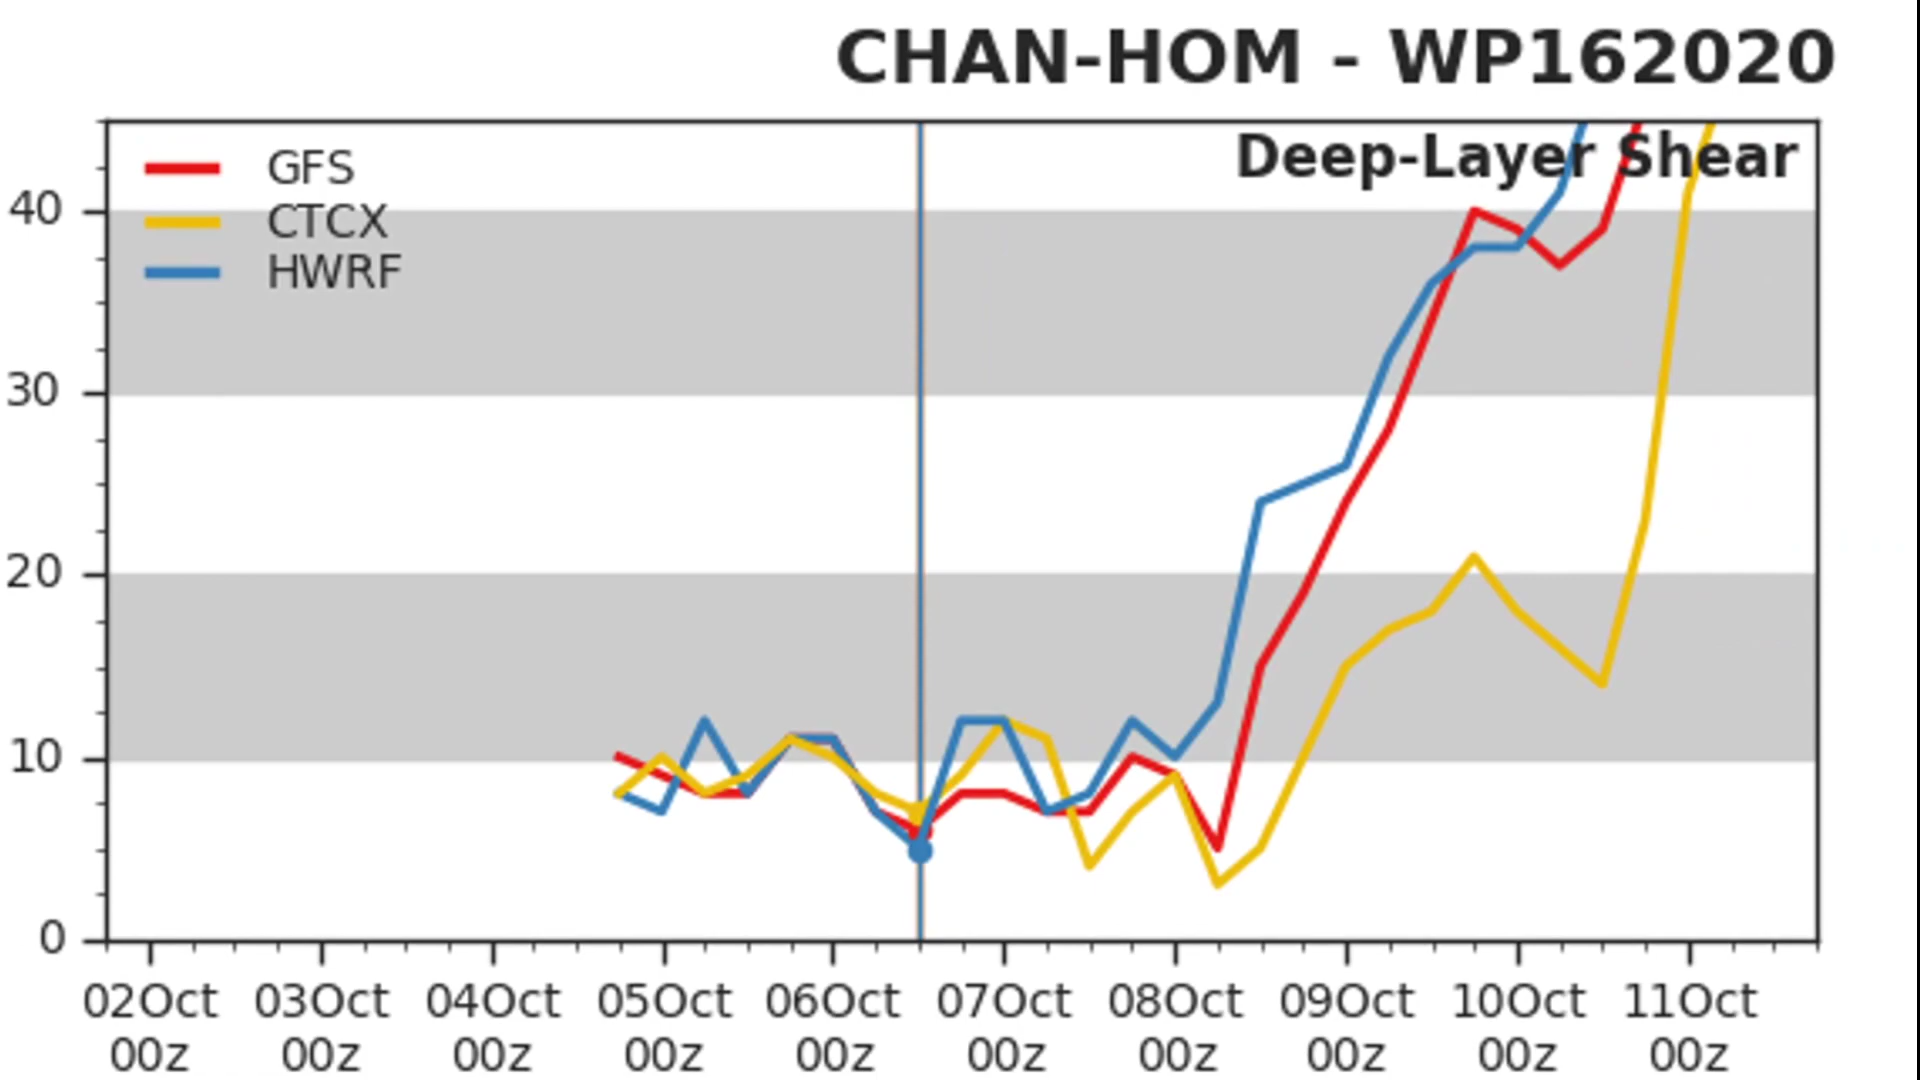 CHAN-HOM - WP162020
Deep-Layer Shear
GFS
CTCX
HWRF
40
30
20
10
0
02Oct 03Oct 04Oct 05Oct 06Oct 07Oct 08Oct 09Oct 10Oct 11Oct
00z 00z 00z 00z 00z 00z 00z 00z 00z 00z